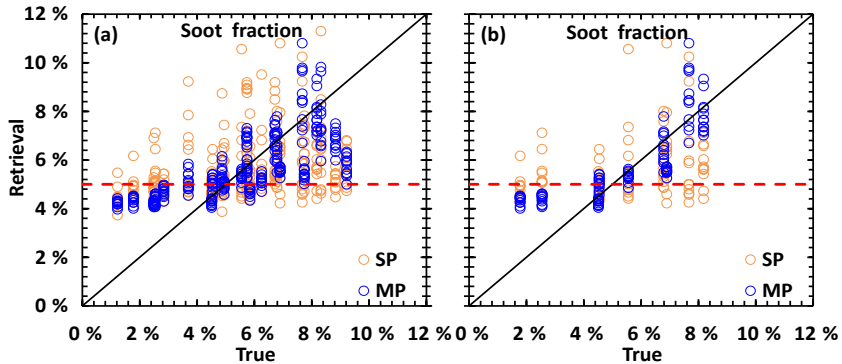 12 %
(a) Soot fraction
10 %
8 %
6 %
Retrieval
4 %
2 %
SP
MP
0 %
0 % 2 % 4 % 6 % 8 % 10 % 12 %
True
(b) Soot fraction
SP
MP
0 % 2 % 4 % 6 % 8 % 10 % 12 %
True